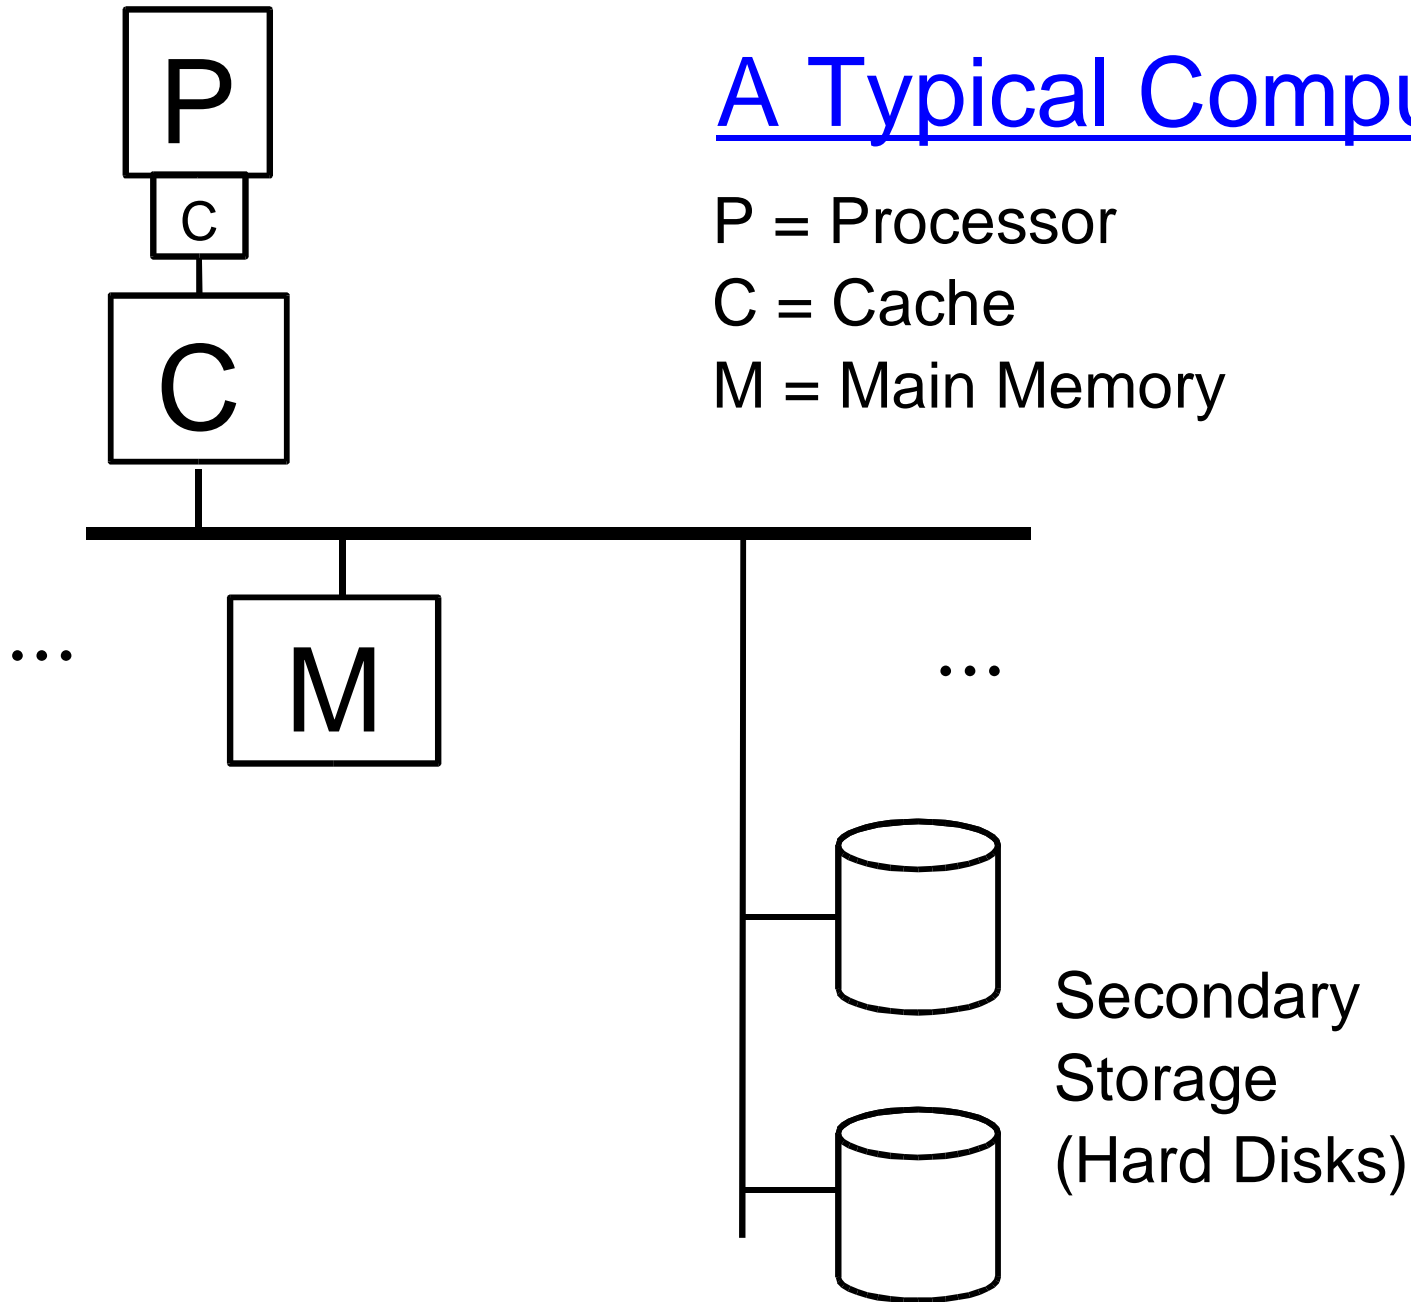 P
C
C
M
...
...
A Typical Compu
P = Processor
C = Cache
M = Main Memory
Secondary
Storage
(Hard Disks)